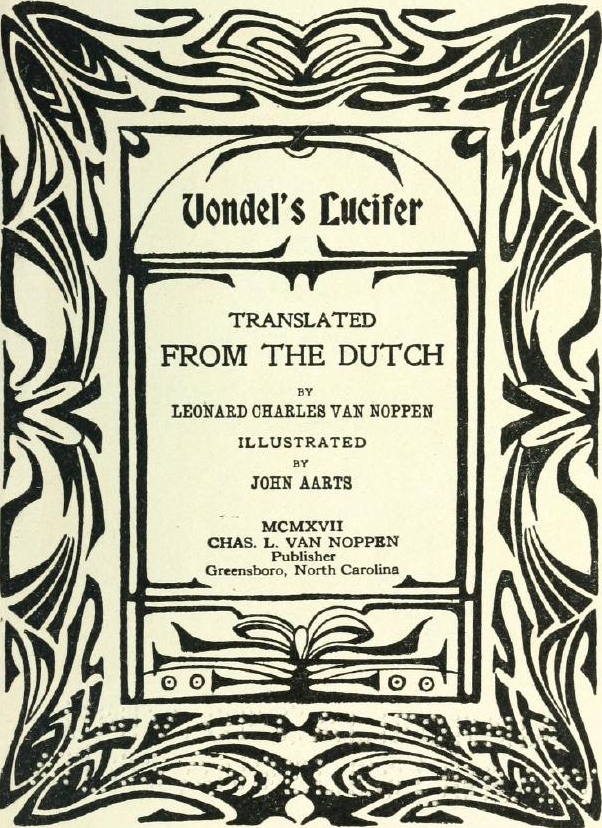 Vondel's Lucifer
TRANSLATED
FROM THE DUTCH
BY
LEONARD CHARLES VAN NOPPEN
ILLUSTRATED
BY
JOHN AARTS
MCMXVII
CHAS. L. VAN NOPPEN
Publisher
Greensboro, North Carolina